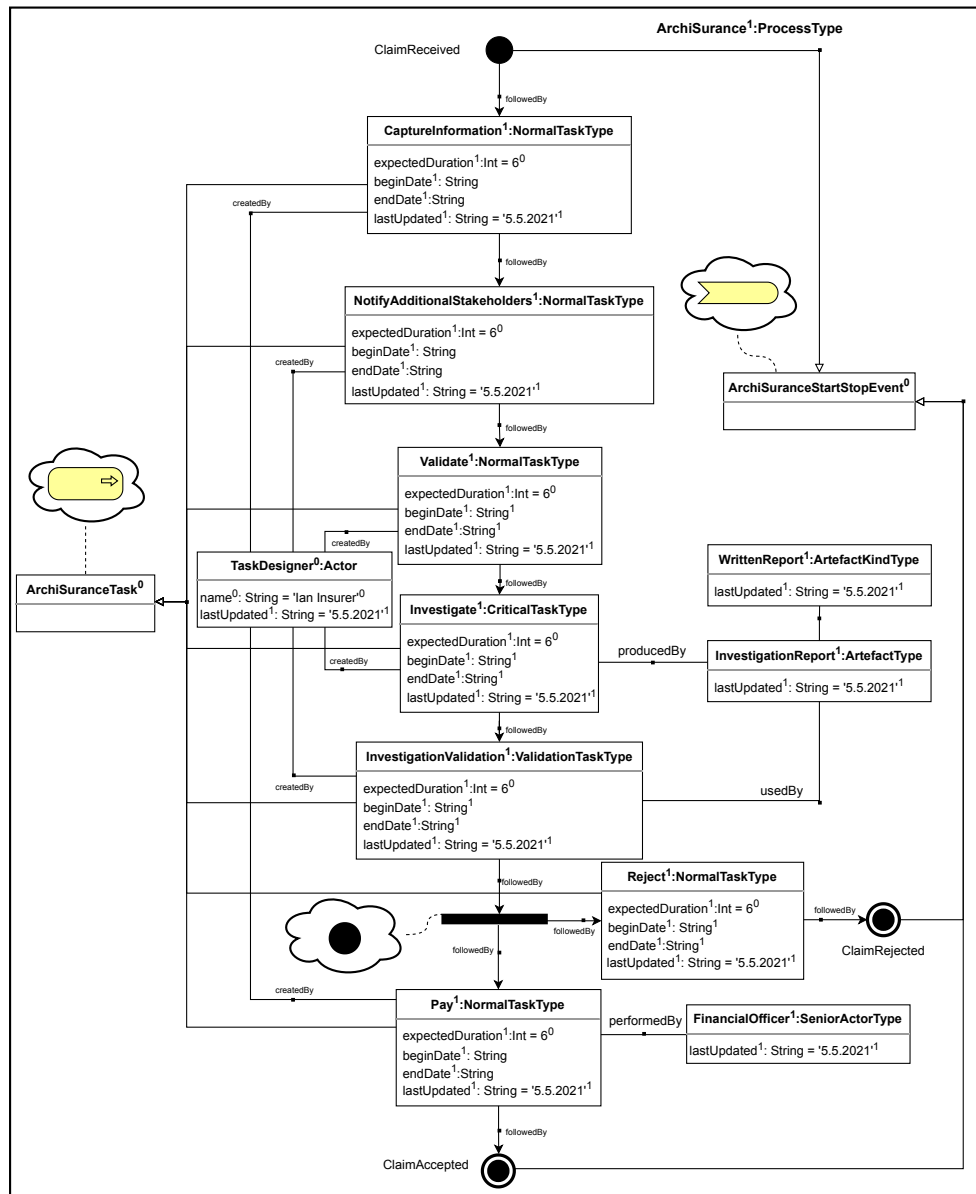 ArchiSurance¹:ProcessType
ClaimReceived
followedBy
CaptureInformation¹:NormalTaskType
expectedDuration¹:Int = 6⁰
beginDate¹: String
endDate¹:String
lastUpdated¹: String = '5.5.2021'¹
createdBy
followedBy
NotifyAdditionalStakeholders¹:NormalTaskType
expectedDuration¹:Int = 6⁰
beginDate¹: String
endDate¹:String
lastUpdated¹: String = '5.5.2021'¹
createdBy
ArchiSuranceStartStopEvent⁰
followedBy
Validate¹:NormalTaskType
expectedDuration¹:Int = 6⁰
beginDate¹: String¹
endDate¹:String¹
lastUpdated¹: String = '5.5.2021'¹
createdBy
ArchiSuranceTask⁰
TaskDesigner⁰:Actor
name⁰: String = 'Ian Insurer'⁰
lastUpdated¹: String = '5.5.2021'¹
followedBy
WrittenReport¹:ArtefactKindType
lastUpdated¹: String = '5.5.2021'¹
Investigate¹:CriticalTaskType
expectedDuration¹:Int = 6⁰
beginDate¹: String¹
endDate¹:String¹
lastUpdated¹: String = '5.5.2021'¹
createdBy
producedBy
InvestigationReport¹:ArtefactType
lastUpdated¹: String = '5.5.2021'¹
followedBy
InvestigationValidation¹:ValidationTaskType
expectedDuration¹:Int = 6⁰
beginDate¹: String¹
endDate¹:String¹
lastUpdated¹: String = '5.5.2021'¹
createdBy
usedBy
followedBy
followedBy
Reject¹:NormalTaskType
expectedDuration¹:Int = 6⁰
beginDate¹: String¹
endDate¹:String¹
lastUpdated¹: String = '5.5.2021'¹
followedBy
ClaimRejected
followedBy
createdBy
Pay¹:NormalTaskType
expectedDuration¹:Int = 6⁰
beginDate¹: String
endDate¹:String
lastUpdated¹: String = '5.5.2021'¹
performedBy
FinancialOfficer¹:SeniorActorType
lastUpdated¹: String = '5.5.2021'¹
followedBy
ClaimAccepted